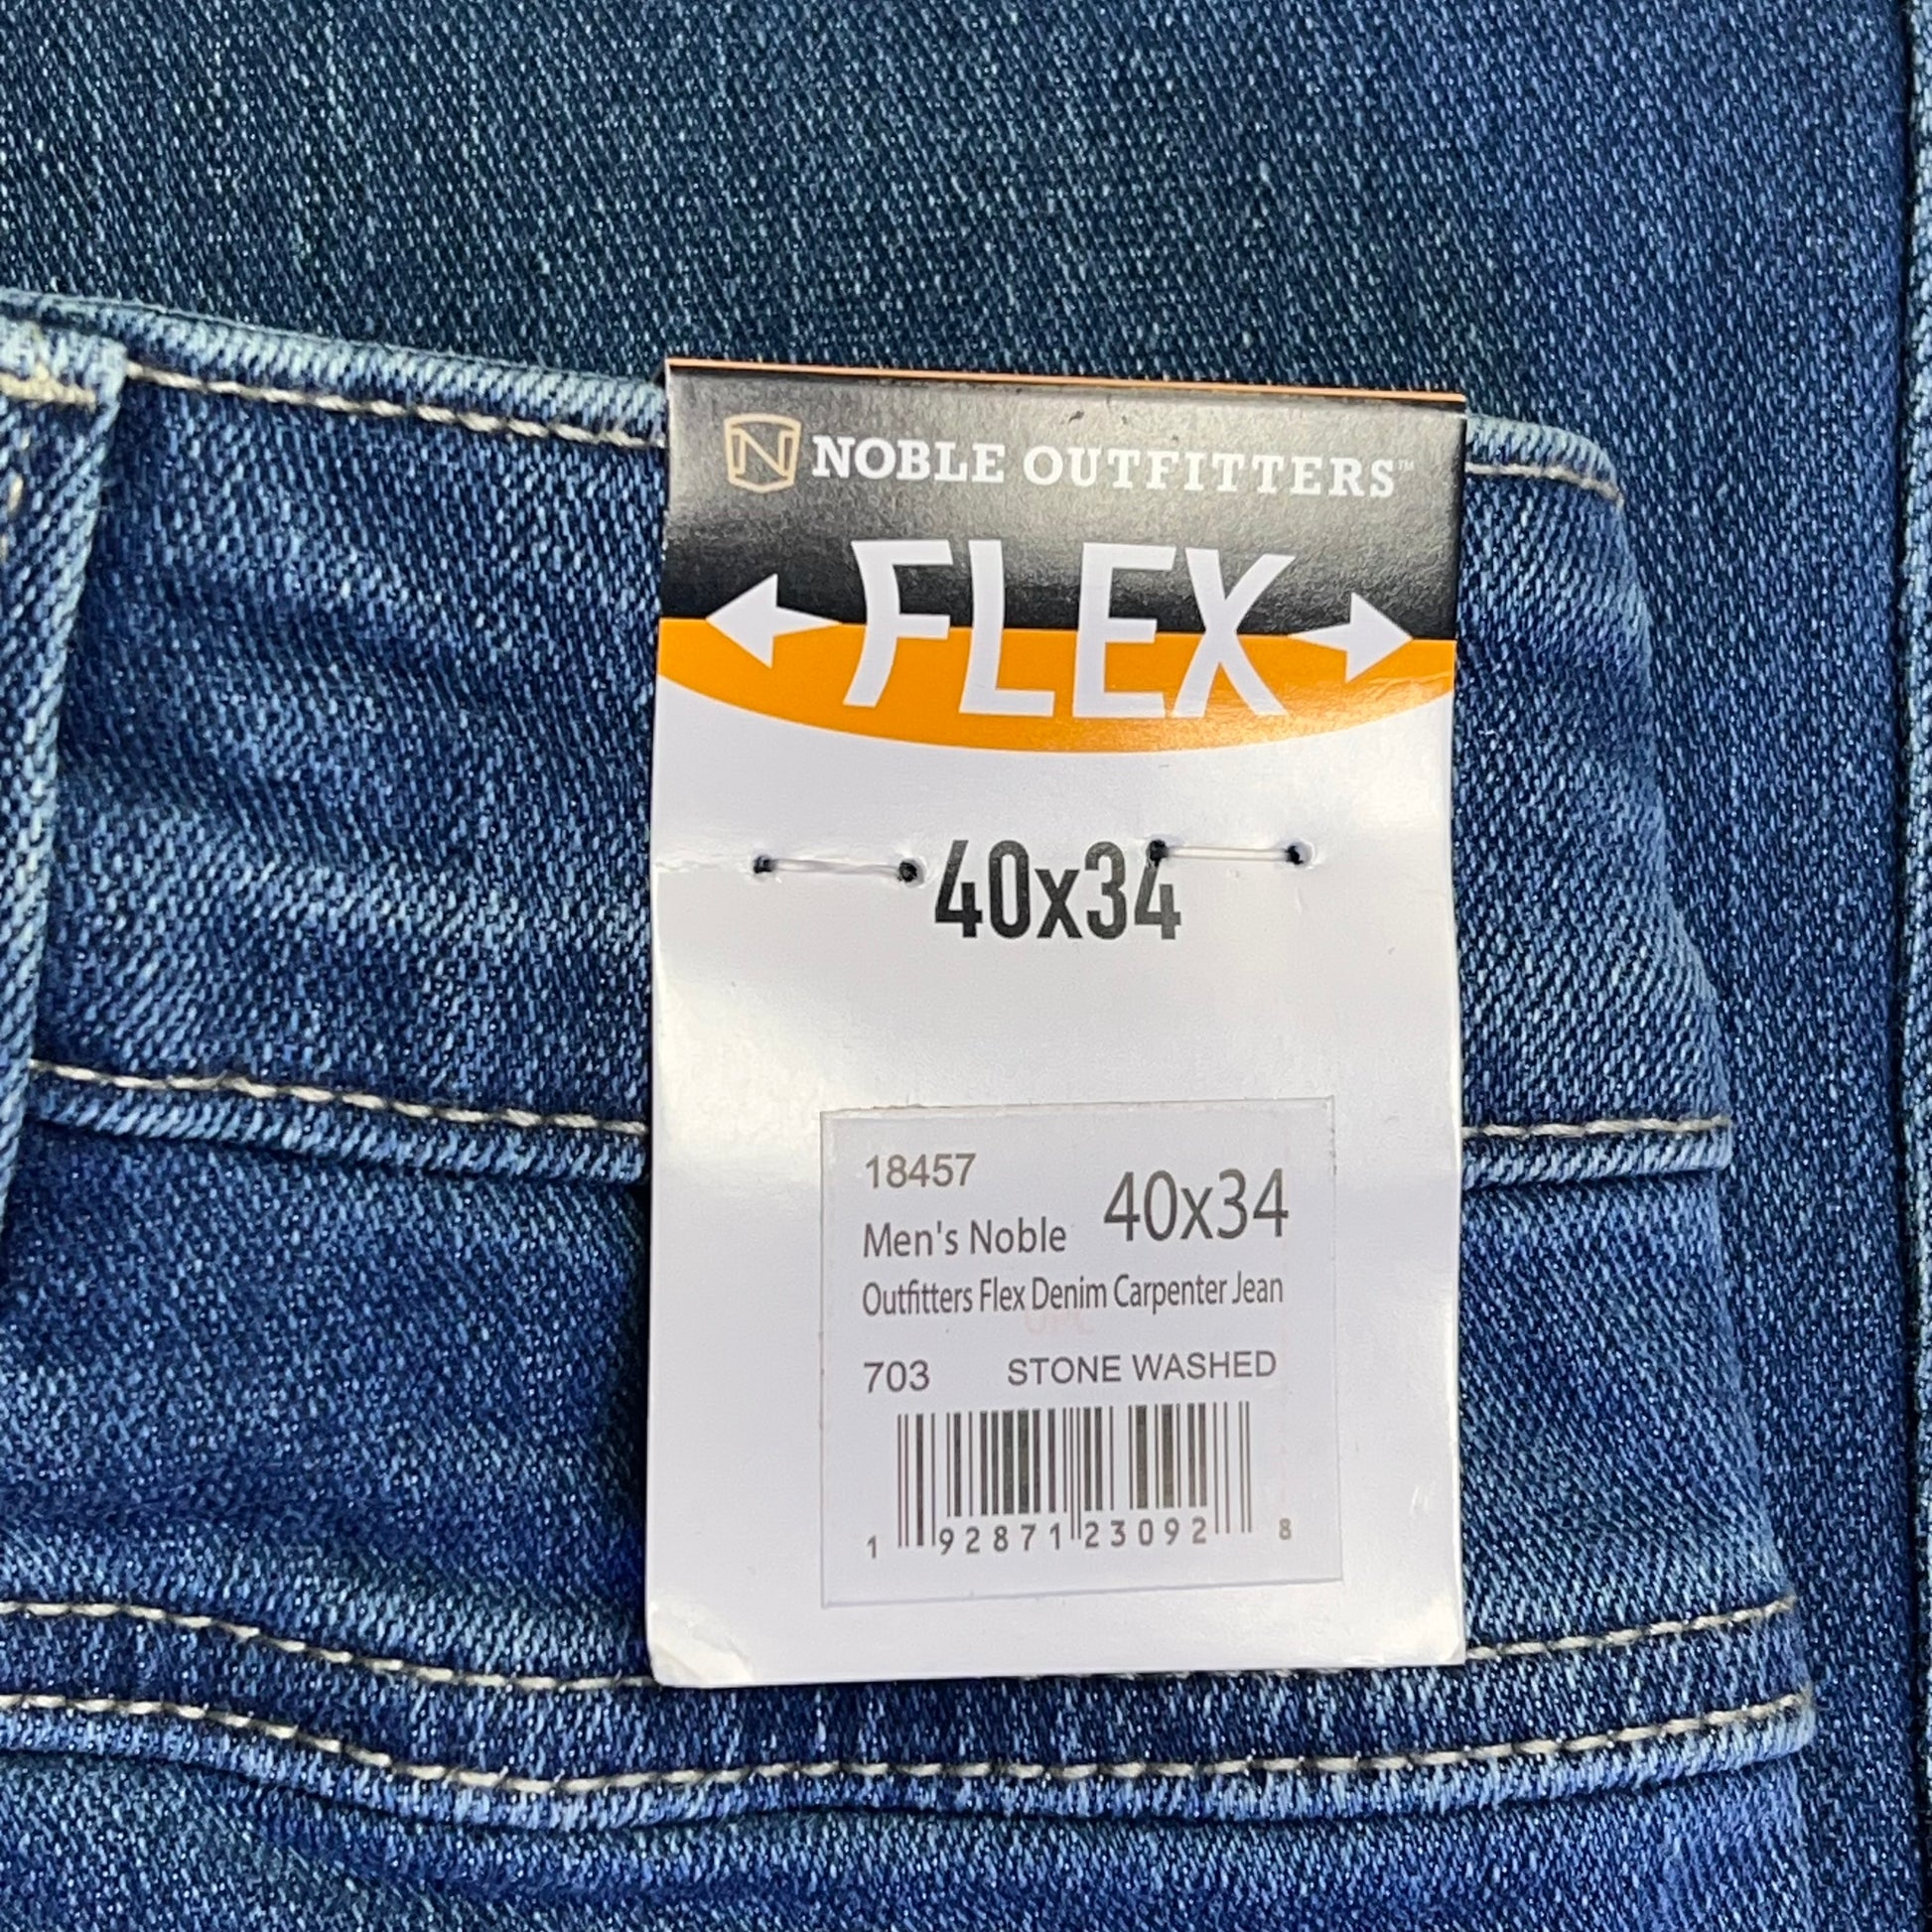 N NOBLE OUTFITTERS™
FLEX
40x34
18457
40x34
Men's Noble
Outfitters Flex Denim Carpenter Jean
UPC
703 STONE WASHED
1 92871 23092 8